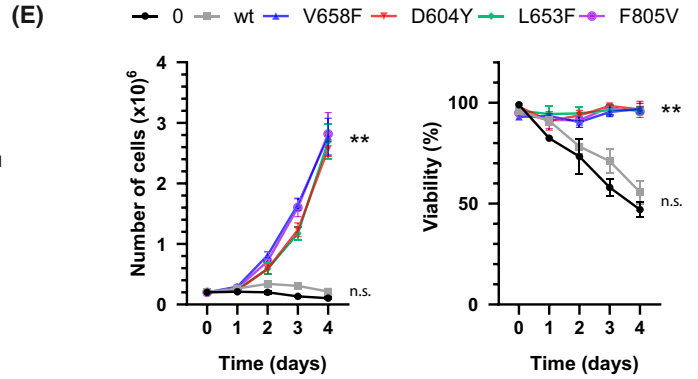 (E)
0 wt V658F D604Y L653F F805V
Number of cells (x10)⁶
4
3
2
1
0
**
n.s.
0 1 2 3 4
Time (days)
Viability (%)
100
50
0
**
n.s.
0 1 2 3 4
Time (days)